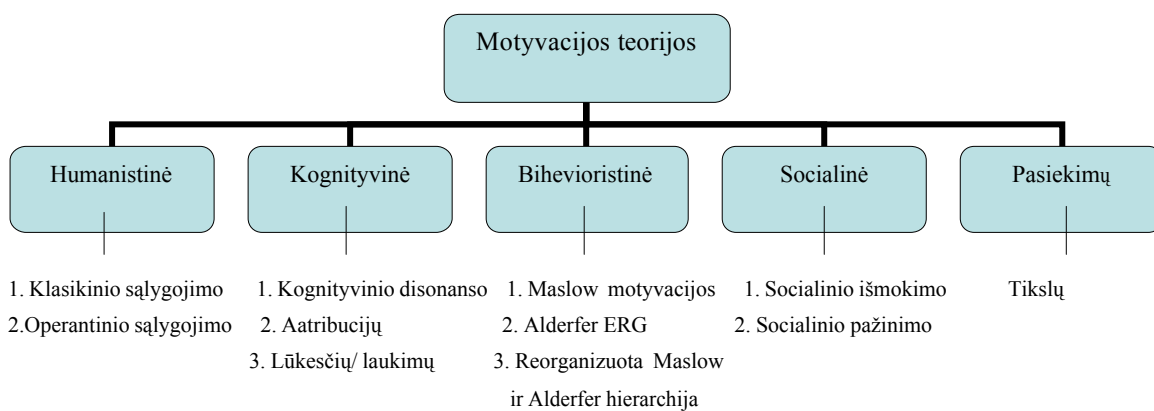 Motyvacijos teorijos
Humanistinė
Kognityvinė
Bihevioristinė
Socialinė
Pasiekimų
1. Klasikinio sąlygojimo
2.Operantinio sąlygojimo
1. Kognityvinio disonanso
2. Aatribucijų
3. Lūkesčių/ laukimų
1. Maslow motyvacijos
2. Alderfer ERG
3. Reorganizuota Maslow
ir Alderfer hierarchija
1. Socialinio išmokimo
2. Socialinio pažinimo
Tikslų